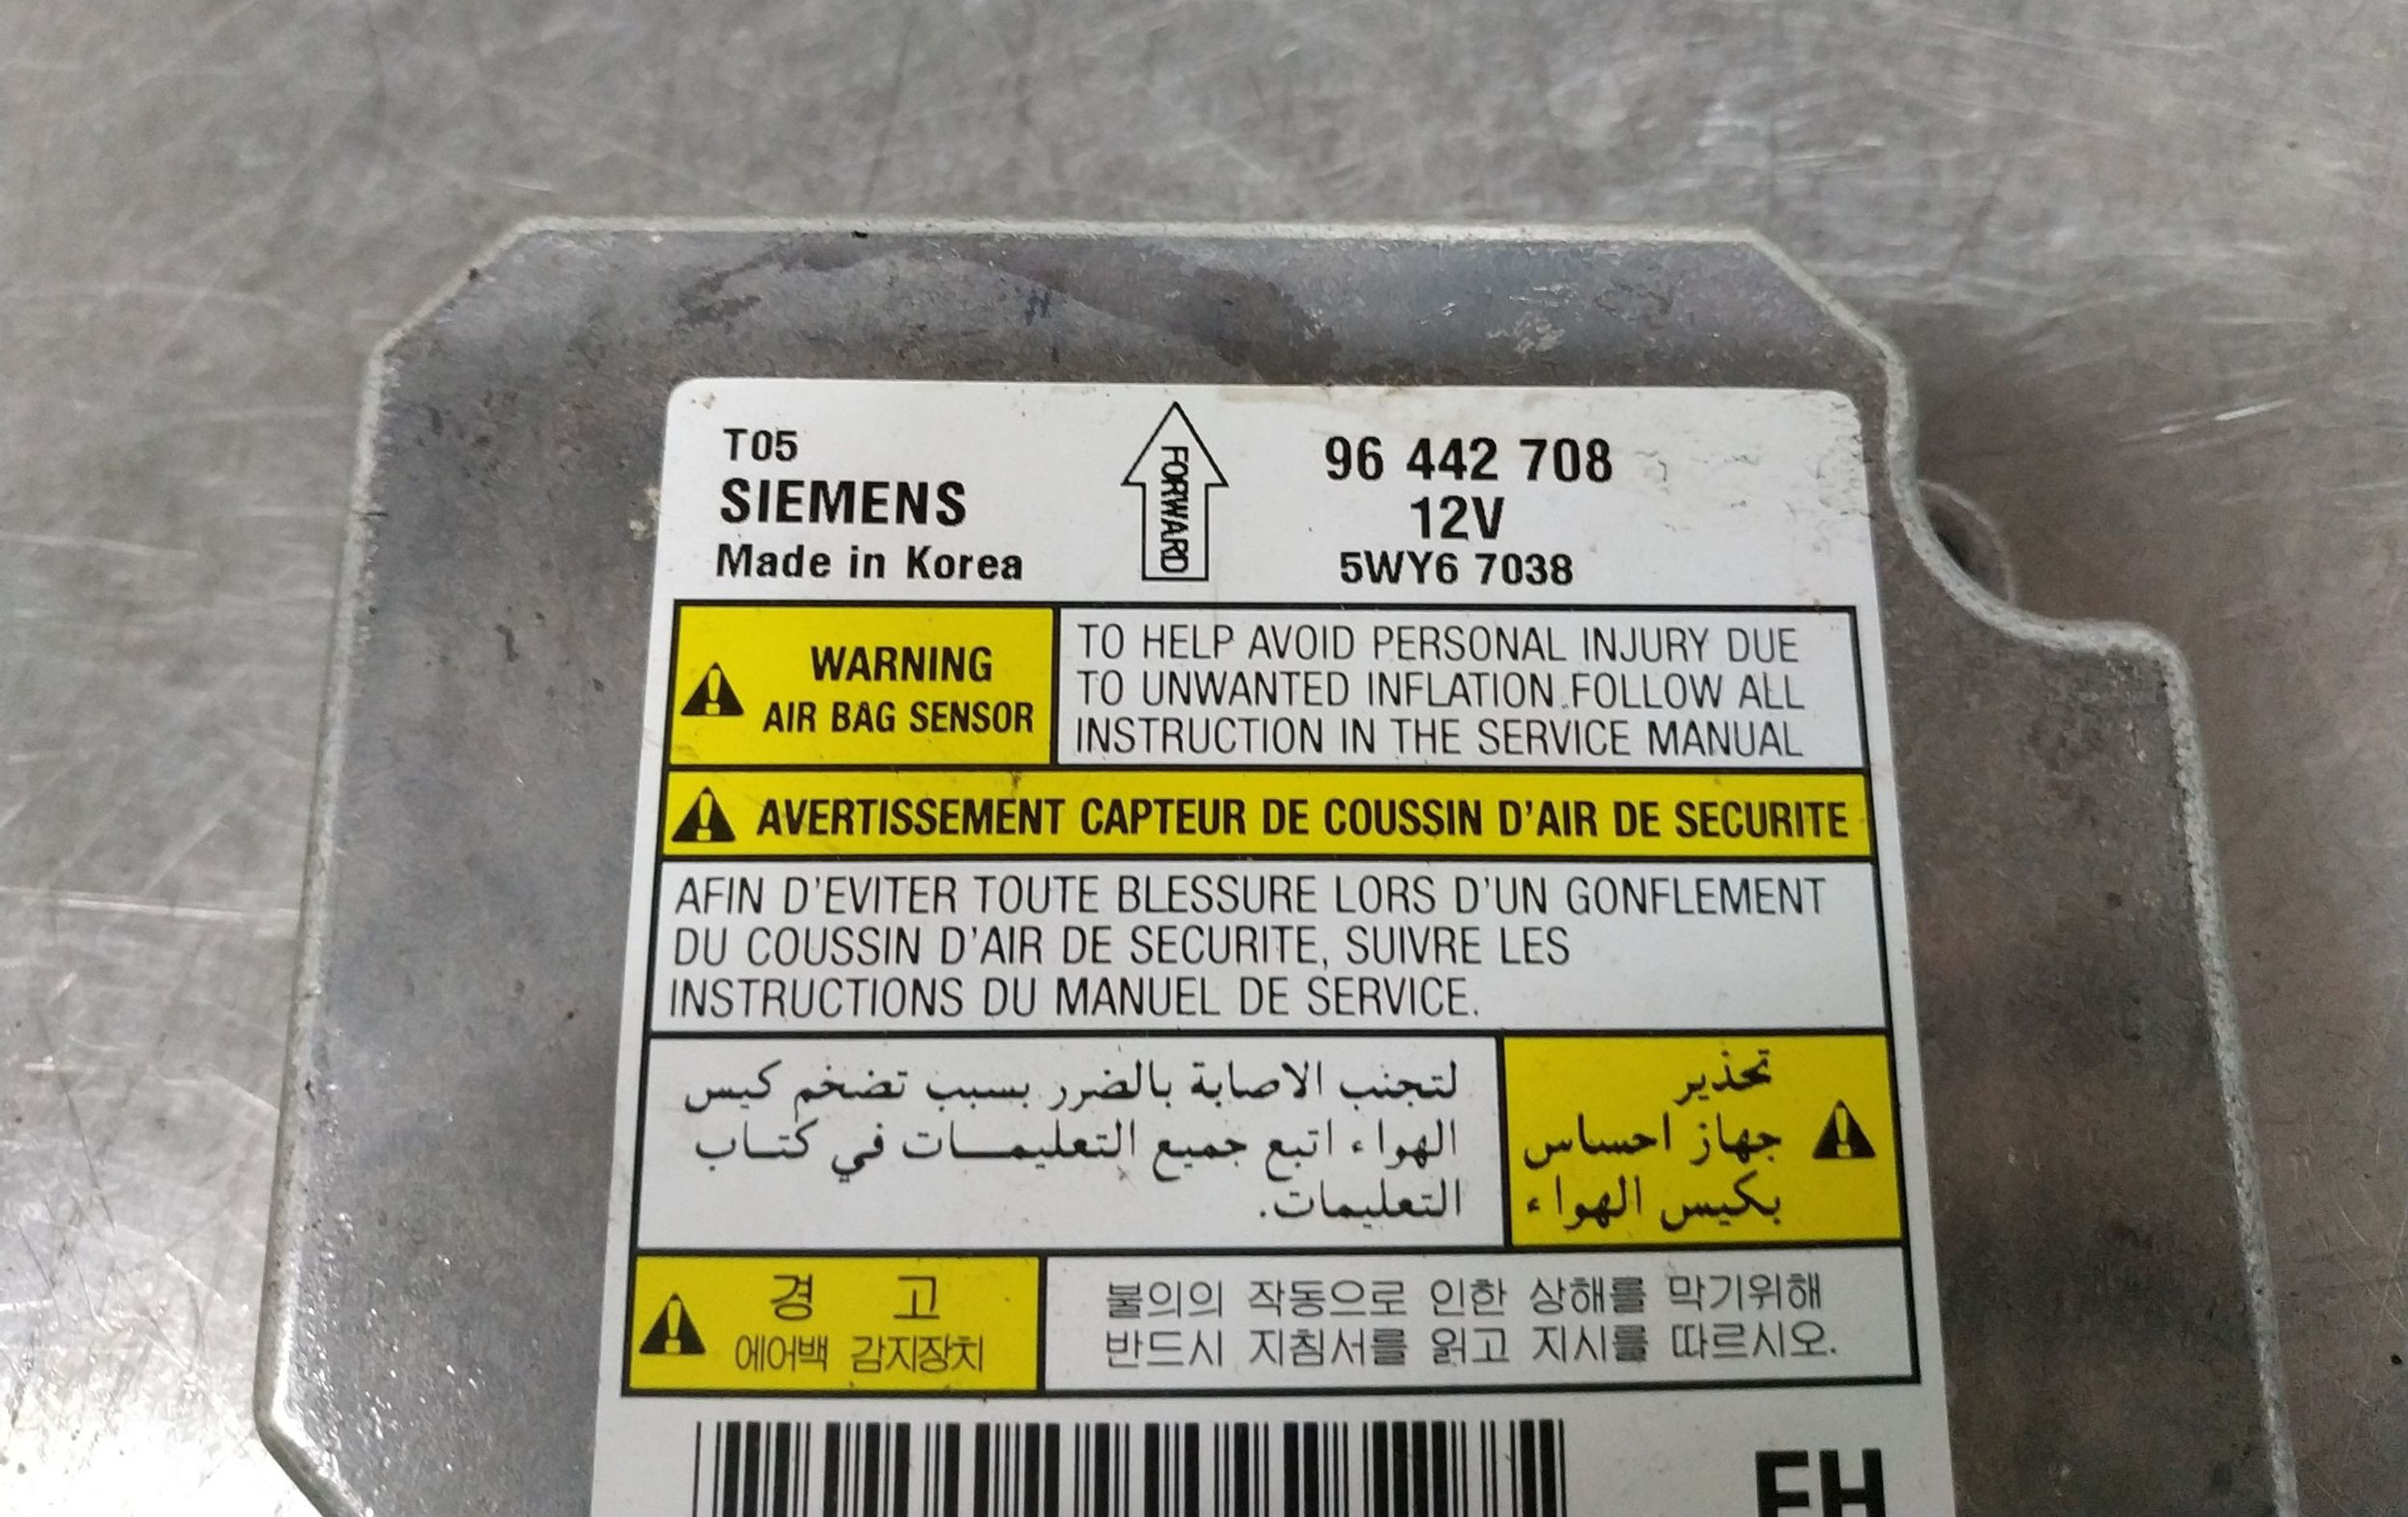 T05
SIEMENS
Made in Korea
FORWARD
96 442 708
12V
5WY6 7038
WARNING
AIR BAG SENSOR
TO HELP AVOID PERSONAL INJURY DUE
TO UNWANTED INFLATION.FOLLOW ALL
INSTRUCTION IN THE SERVICE MANUAL
AVERTISSEMENT CAPTEUR DE COUSSIN D'AIR DE SECURITE
AFIN D'EVITER TOUTE BLESSURE LORS D'UN GONFLEMENT
DU COUSSIN D'AIR DE SECURITE, SUIVRE LES
INSTRUCTIONS DU MANUEL DE SERVICE.
تحذير
جهاز احساس
بكيس الهواء
لتجنب الاصابة بالضرر بسبب تضخم كيس
الهواء اتبع جميع التعليمـــات في كتـاب
التعليمات.
경 고
에어백 감지장치
불의의 작동으로 인한 상해를 막기위해
반드시 지침서를 읽고 지시를 따르시오.